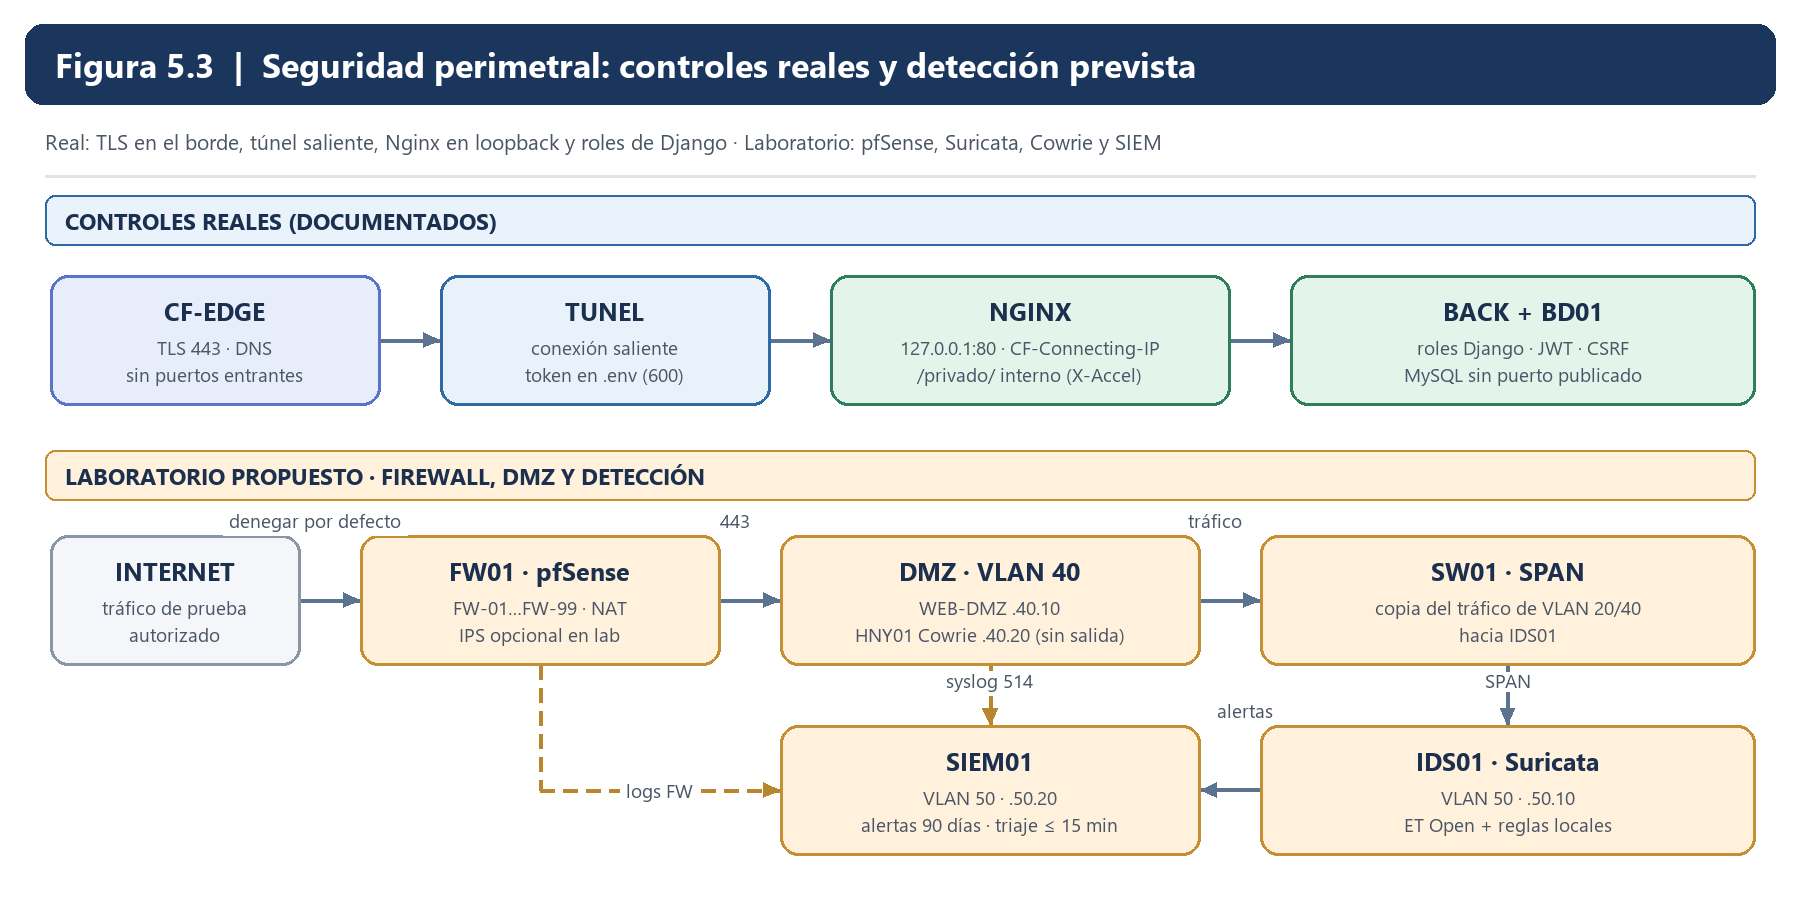 Figura 5.3 | Seguridad perimetral: controles reales y detección prevista
Real: TLS en el borde, túnel saliente, Nginx en loopback y roles de Django · Laboratorio: pfSense, Suricata, Cowrie y SIEM
CONTROLES REALES (DOCUMENTADOS)
CF-EDGE
TLS 443 · DNS
sin puertos entrantes
TUNEL
conexión saliente
token en .env (600)
NGINX
127.0.0.1:80 · CF-Connecting-IP
/privado/ interno (X-Accel)
BACK + BD01
roles Django · JWT · CSRF
MySQL sin puerto publicado
LABORATORIO PROPUESTO · FIREWALL, DMZ Y DETECCIÓN
denegar por defecto
443
tráfico
INTERNET
tráfico de prueba
autorizado
FW01 · pfSense
FW-01...FW-99 · NAT
IPS opcional en lab
DMZ · VLAN 40
WEB-DMZ .40.10
HNY01 Cowrie .40.20 (sin salida)
SW01 · SPAN
copia del tráfico de VLAN 20/40
hacia IDS01
syslog 514
SPAN
alertas
logs FW
SIEM01
VLAN 50 · .50.20
alertas 90 días · triaje ≤ 15 min
IDS01 · Suricata
VLAN 50 · .50.10
ET Open + reglas locales